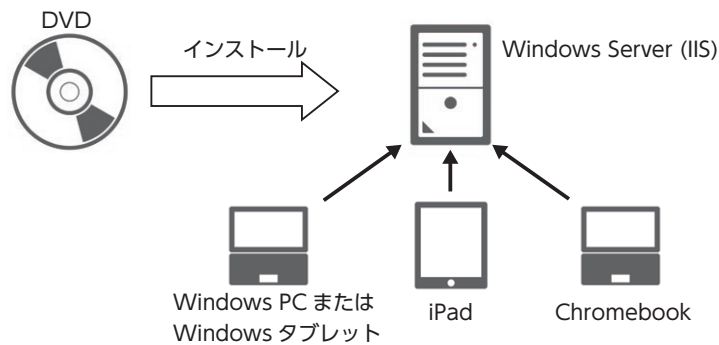 DVD
インストール
Windows Server (IIS)
Windows PC または
Windows タブレット
iPad
Chromebook